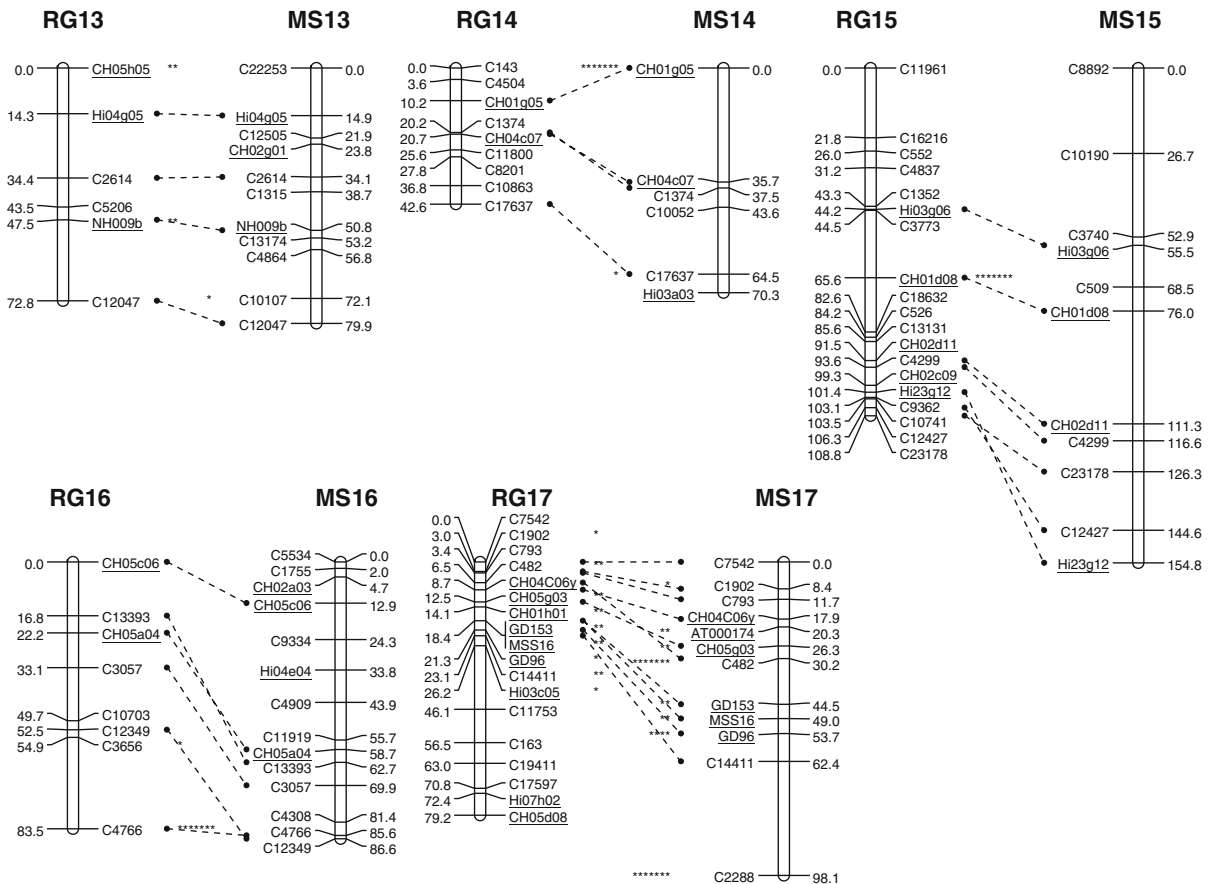 RG13 MS13 RG14 MS14 RG15 MS15
0.0 CH05h05 **
14.3 Hi04g05
34.4 C2614
43.5 C5206
47.5 NH009b **
72.8 C12047 *
C22253 0.0
Hi04g05 14.9
C12505 21.9
CH02g01 23.8
C2614 34.1
C1315 38.7
NH009b 50.8
C13174 53.2
C4864 56.8
C10107 72.1
C12047 79.9
0.0 C143
3.6 C4504
10.2 CH01g05
20.2 C1374
20.7 CH04c07
25.6 C11800
27.8 C8201
36.8 C10863
42.6 C17637
******* CH01g05 0.0
CH04c07 35.7
C1374 37.5
C10052 43.6
* C17637 64.5
Hi03a03 70.3
0.0 C11961
21.8 C16216
26.0 C552
31.2 C4837
43.3 C1352
44.2 Hi03g06
44.5 C3773
65.6 CH01d08 *******
82.6 C18632
84.2 C526
85.6 C13131
91.5 CH02d11
93.6 C4299
99.3 CH02c09
101.4 Hi23g12
103.1 C9362
103.5 C10741
106.3 C12427
108.8 C23178
C8892 0.0
C10190 26.7
C3740 52.9
Hi03g06 55.5
C509 68.5
CH01d08 76.0
CH02d11 111.3
C4299 116.6
C23178 126.3
C12427 144.6
Hi23g12 154.8
RG16 MS16 RG17 MS17
0.0 CH05c06
16.8 C13393
22.2 CH05a04
33.1 C3057
49.7 C10703
52.5 C12349
54.9 C3656 *
83.5 C4766 *******
C5534 0.0
C1755 2.0
CH02a03 4.7
CH05c06 12.9
C9334 24.3
Hi04e04 33.8
C4909 43.9
C11919 55.7
CH05a04 58.7
C13393 62.7
C3057 69.9
C4308 81.4
C4766 85.6
C12349 86.6
0.0 C7542
3.0 C1902 *
3.4 C793
6.5 C482 **
8.7 CH04C06y
12.5 CH05g03
14.1 CH01h01 **
18.4 GD153 **
MSS16 **
21.3 GD96 *
23.1 C14411 **
26.2 Hi03c05 *
46.1 C11753
56.5 C163
63.0 C19411
70.8 C17597
72.4 Hi07h02
79.2 CH05d08
C7542 0.0
* C1902 8.4
C793 11.7
CH04C06y 17.9
** AT000174 20.3
** CH05g03 26.3
******* C482 30.2
** GD153 44.5
** MSS16 49.0
**** GD96 53.7
C14411 62.4
******* C2288 98.1